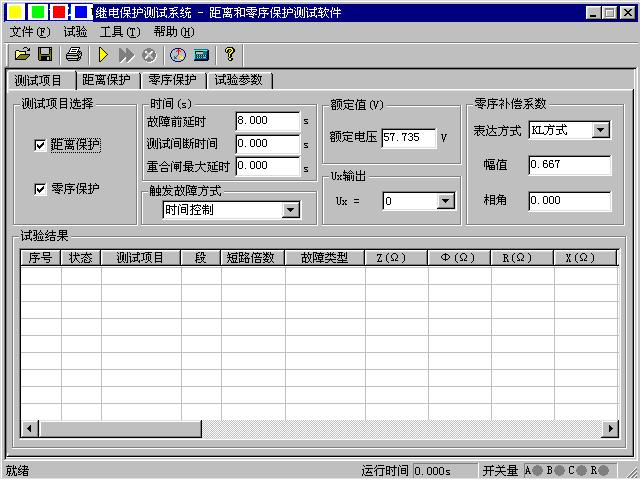 继电保护测试系统 - 距离和零序保护测试软件
文件(F) 试验 工具(T) 帮助(H)
测试项目 距离保护 零序保护 试验参数
测试项目选择
距离保护
零序保护
时间(s)
故障前延时 8.000 s
测试间断时间 0.000 s
重合闸最大延时 0.000 s
触发故障方式
时间控制
额定值(V)
额定电压 57.735 V
Ux输出
Ux = 0
零序补偿系数
表达方式 KL方式
幅值 0.667
相角 0.000
试验结果
序号 状态 测试项目 段 短路倍数 故障类型 Z(Ω) Φ(Ω) R(Ω) X(Ω)
就绪 运行时间 0.000s 开关量 A B C R